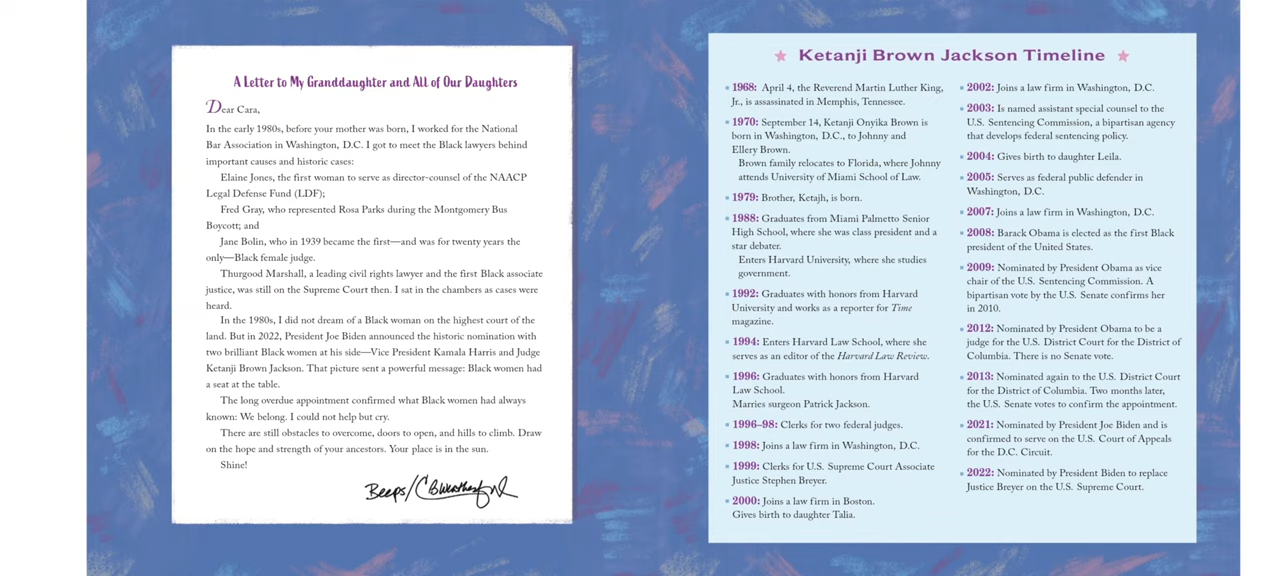 A Letter to My Granddaughter and All of Our Daughters
Dear Cara,
In the early 1980s, before your mother was born, I worked for the National
Bar Association in Washington, D.C. I got to meet the Black lawyers behind
important causes and historic cases:
Elaine Jones, the first woman to serve as director-counsel of the NAACP
Legal Defense Fund (LDF);
Fred Gray, who represented Rosa Parks during the Montgomery Bus
Boycott; and
Jane Bolin, who in 1939 became the first—and was for twenty years the
only—Black female judge.
Thurgood Marshall, a leading civil rights lawyer and the first Black associate
justice, was still on the Supreme Court then. I sat in the chambers as cases were
heard.
In the 1980s, I did not dream of a Black woman on the highest court of the
land. But in 2022, President Joe Biden announced the historic nomination with
two brilliant Black women at his side—Vice President Kamala Harris and Judge
Ketanji Brown Jackson. That picture sent a powerful message: Black women had
a seat at the table.
The long overdue appointment confirmed what Black women had always
known: We belong. I could not help but cry.
There are still obstacles to overcome, doors to open, and hills to climb. Draw
on the hope and strength of your ancestors. Your place is in the sun.
Shine!
Beeps/
Ketanji Brown Jackson Timeline
1968: April 4, the Reverend Martin Luther King,
Jr., is assassinated in Memphis, Tennessee.
1970: September 14, Ketanji Onyika Brown is
born in Washington, D.C., to Johnny and
Ellery Brown.
Brown family relocates to Florida, where Johnny
attends University of Miami School of Law.
1979: Brother, Ketajh, is born.
1988: Graduates from Miami Palmetto Senior
High School, where she was class president and a
star debater.
Enters Harvard University, where she studies
government.
1992: Graduates with honors from Harvard
University and works as a reporter for Time
magazine.
1994: Enters Harvard Law School, where she
serves as an editor of the Harvard Law Review.
1996: Graduates with honors from Harvard
Law School.
Marries surgeon Patrick Jackson.
1996–98: Clerks for two federal judges.
1998: Joins a law firm in Washington, D.C.
1999: Clerks for U.S. Supreme Court Associate
Justice Stephen Breyer.
2000: Joins a law firm in Boston.
Gives birth to daughter Talia.
2002: Joins a law firm in Washington, D.C.
2003: Is named assistant special counsel to the
U.S. Sentencing Commission, a bipartisan agency
that develops federal sentencing policy.
2004: Gives birth to daughter Leila.
2005: Serves as federal public defender in
Washington, D.C.
2007: Joins a law firm in Washington, D.C.
2008: Barack Obama is elected as the first Black
president of the United States.
2009: Nominated by President Obama as vice
chair of the U.S. Sentencing Commission. A
bipartisan vote by the U.S. Senate confirms her
in 2010.
2012: Nominated by President Obama to be a
judge for the U.S. District Court for the District of
Columbia. There is no Senate vote.
2013: Nominated again to the U.S. District Court
for the District of Columbia. Two months later,
the U.S. Senate votes to confirm the appointment.
2021: Nominated by President Joe Biden and is
confirmed to serve on the U.S. Court of Appeals
for the D.C. Circuit.
2022: Nominated by President Biden to replace
Justice Breyer on the U.S. Supreme Court.